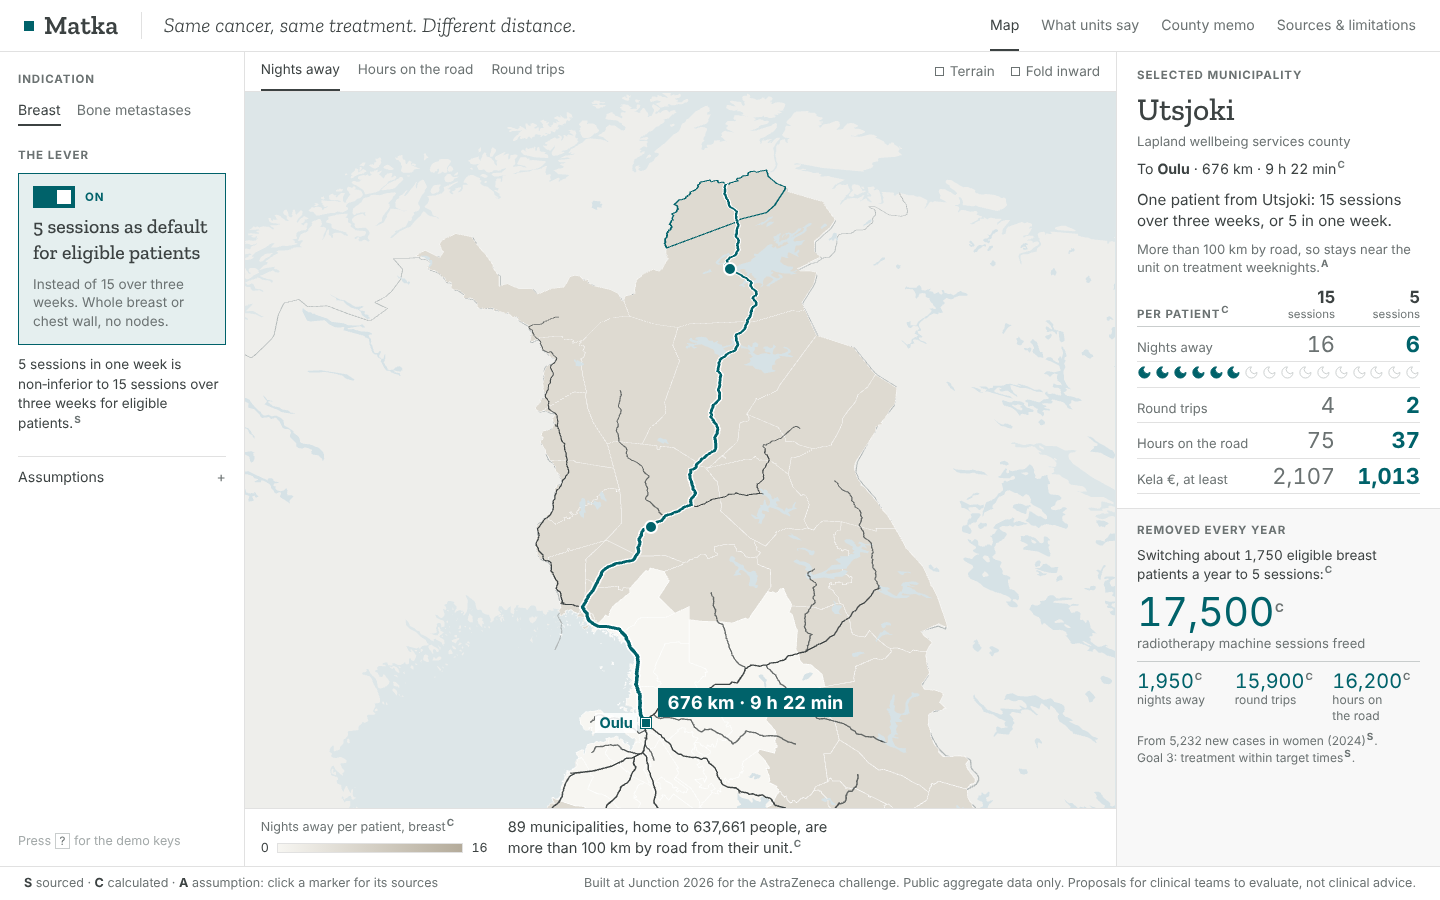 Matka
Same cancer, same treatment. Different distance.
Map
What units say
County memo
Sources & limitations
INDICATION
Breast
Bone metastases
THE LEVER
ON
5 sessions as default
for eligible patients
Instead of 15 over three
weeks. Whole breast or
chest wall, no nodes.
5 sessions in one week is
non-inferior to 15 sessions over
three weeks for eligible
patients.S
Assumptions +
Press ? for the demo keys
Nights away
Hours on the road
Round trips
Terrain
Fold inward
676 km · 9 h 22 min
Oulu
Nights away per patient, breastC
0 16
89 municipalities, home to 637,661 people, are
more than 100 km by road from their unit.C
SELECTED MUNICIPALITY
Utsjoki
Lapland wellbeing services county
To Oulu · 676 km · 9 h 22 minC
One patient from Utsjoki: 15 sessions
over three weeks, or 5 in one week.
More than 100 km by road, so stays near the
unit on treatment weeknights.A
PER PATIENTC 15 sessions 5 sessions
Nights away 16 6
Round trips 4 2
Hours on the road 75 37
Kela €, at least 2,107 1,013
REMOVED EVERY YEAR
Switching about 1,750 eligible breast
patients a year to 5 sessions:C
17,500C
radiotherapy machine sessions freed
1,950C 15,900C 16,200C
nights away round trips hours on
the road
From 5,232 new cases in women (2024)S.
Goal 3: treatment within target timesS.
S sourced · C calculated · A assumption: click a marker for its sources
Built at Junction 2026 for the AstraZeneca challenge. Public aggregate data only. Proposals for clinical teams to evaluate, not clinical advice.